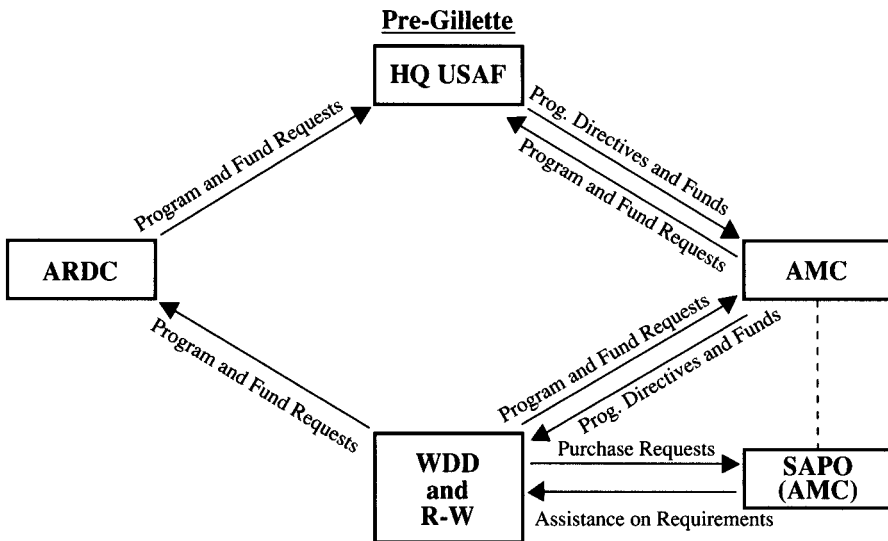 Pre-Gillette
HQ USAF
Program and Fund Requests
Prog. Directives and Funds
Program and Fund Requests
ARDC
AMC
Program and Fund Requests
Program and Fund Requests
Prog. Directives and Funds
WDD
and
R-W
Purchase Requests
Assistance on Requirements
SAPO
(AMC)